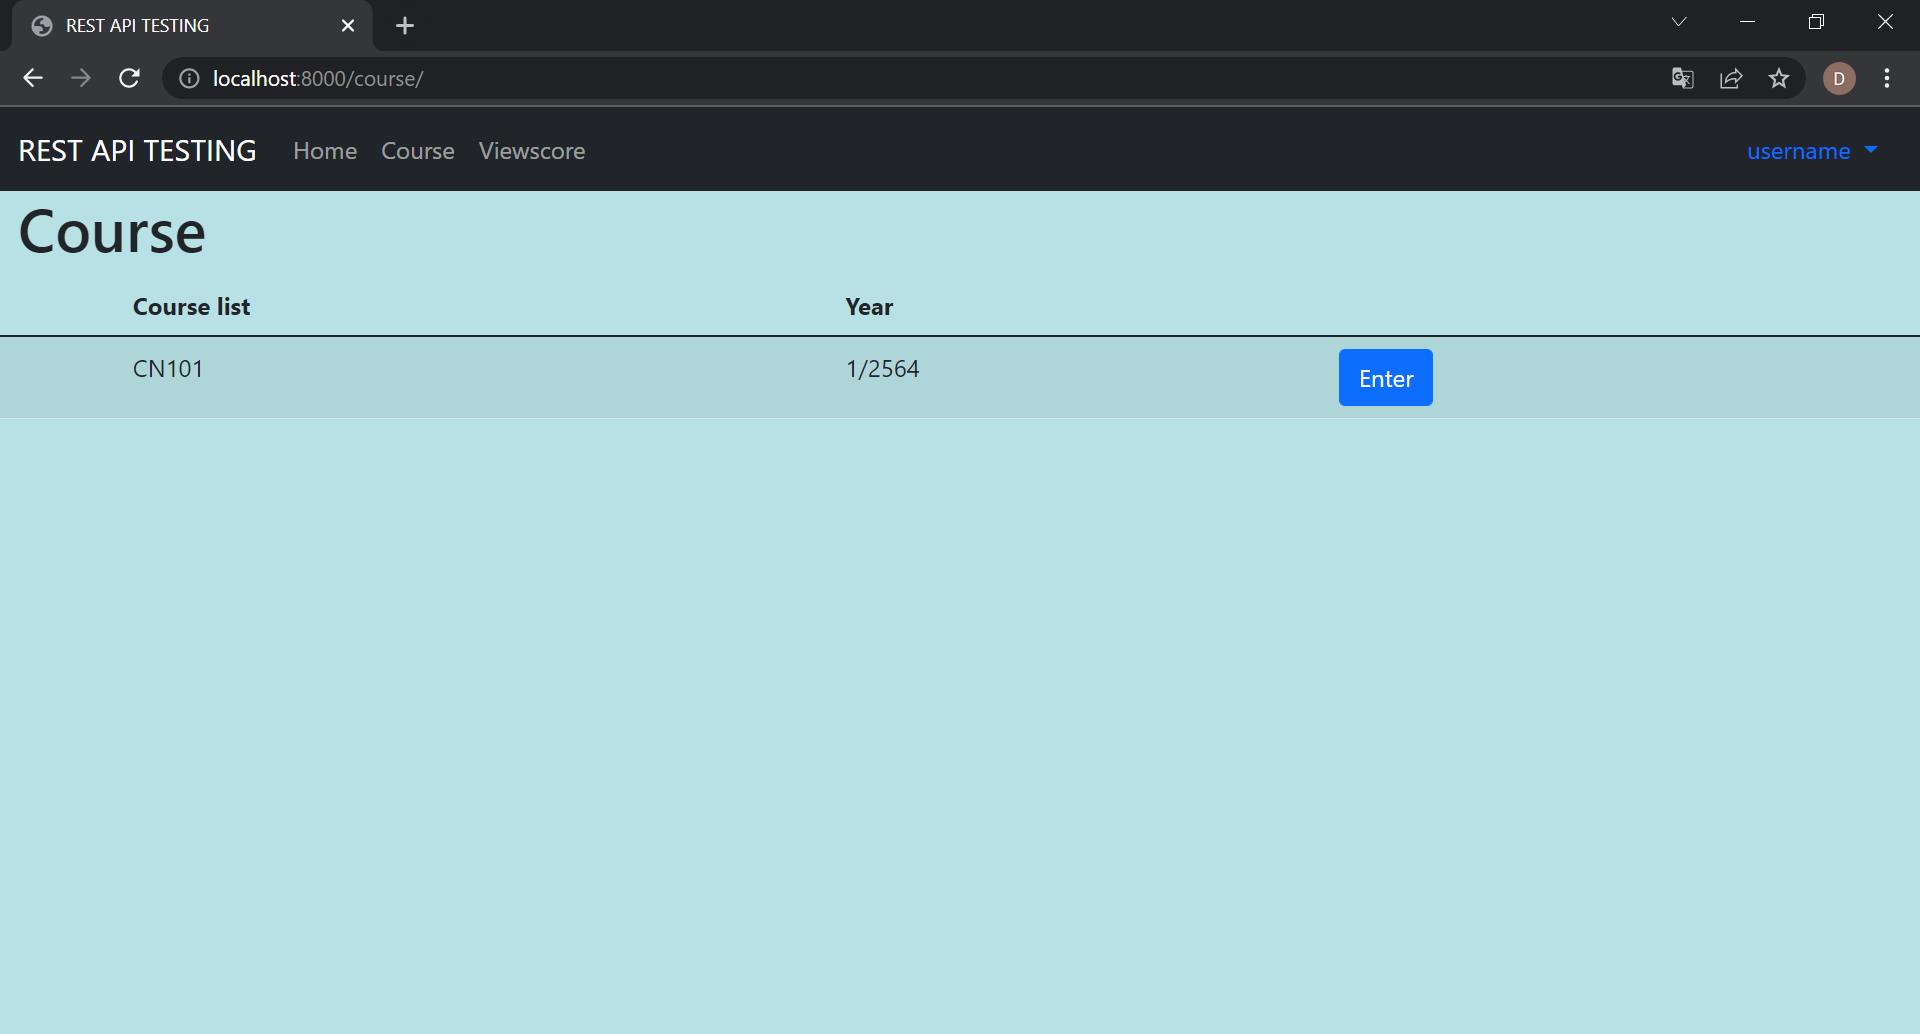 REST API TESTING
localhost:8000/course/
D
REST API TESTING Home Course Viewscore username
Course
Course list Year
CN101 1/2564 Enter